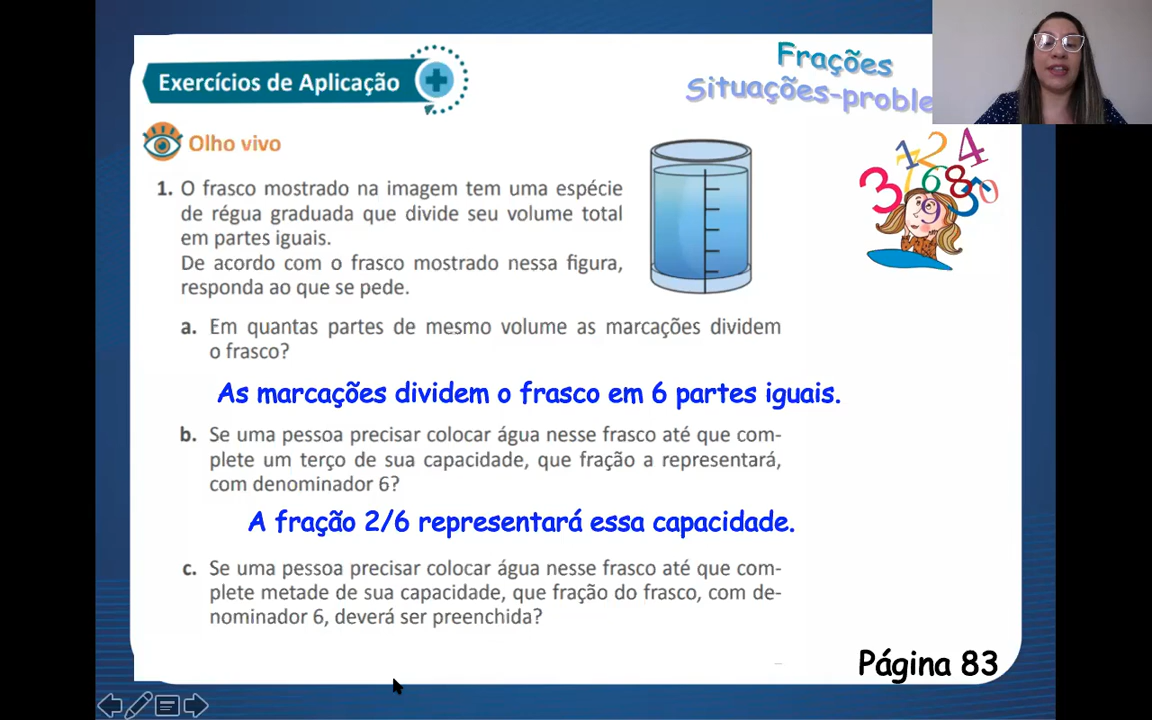 Exercícios de Aplicação
Frações
Situações-proble
Olho vivo
1. O frasco mostrado na imagem tem uma espécie
de régua graduada que divide seu volume total
em partes iguais.
De acordo com o frasco mostrado nessa figura,
responda ao que se pede.
a. Em quantas partes de mesmo volume as marcações dividem
o frasco?
As marcações dividem o frasco em 6 partes iguais.
b. Se uma pessoa precisar colocar água nesse frasco até que com-
plete um terço de sua capacidade, que fração a representará,
com denominador 6?
A fração 2/6 representará essa capacidade.
c. Se uma pessoa precisar colocar água nesse frasco até que com-
plete metade de sua capacidade, que fração do frasco, com de-
nominador 6, deverá ser preenchida?
Página 83